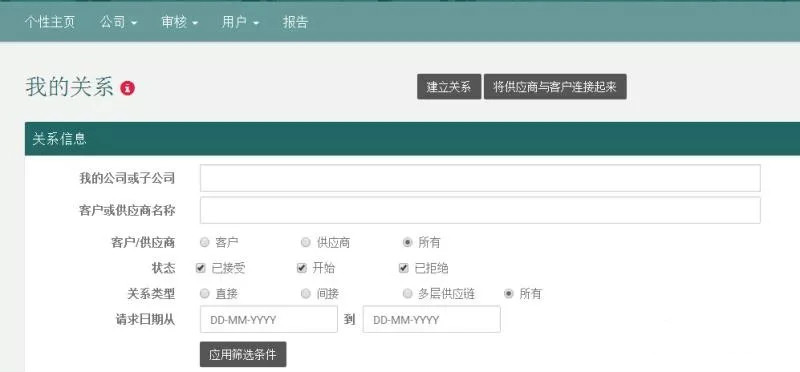 个性主页 公司 审核 用户 报告
我的关系
建立关系 将供应商与客户连接起来
关系信息
我的公司或子公司
客户或供应商名称
客户/供应商 客户 供应商 所有
状态 已接受 开始 已拒绝
关系类型 直接 间接 多层供应链 所有
请求日期从 DD-MM-YYYY 到 DD-MM-YYYY
应用筛选条件